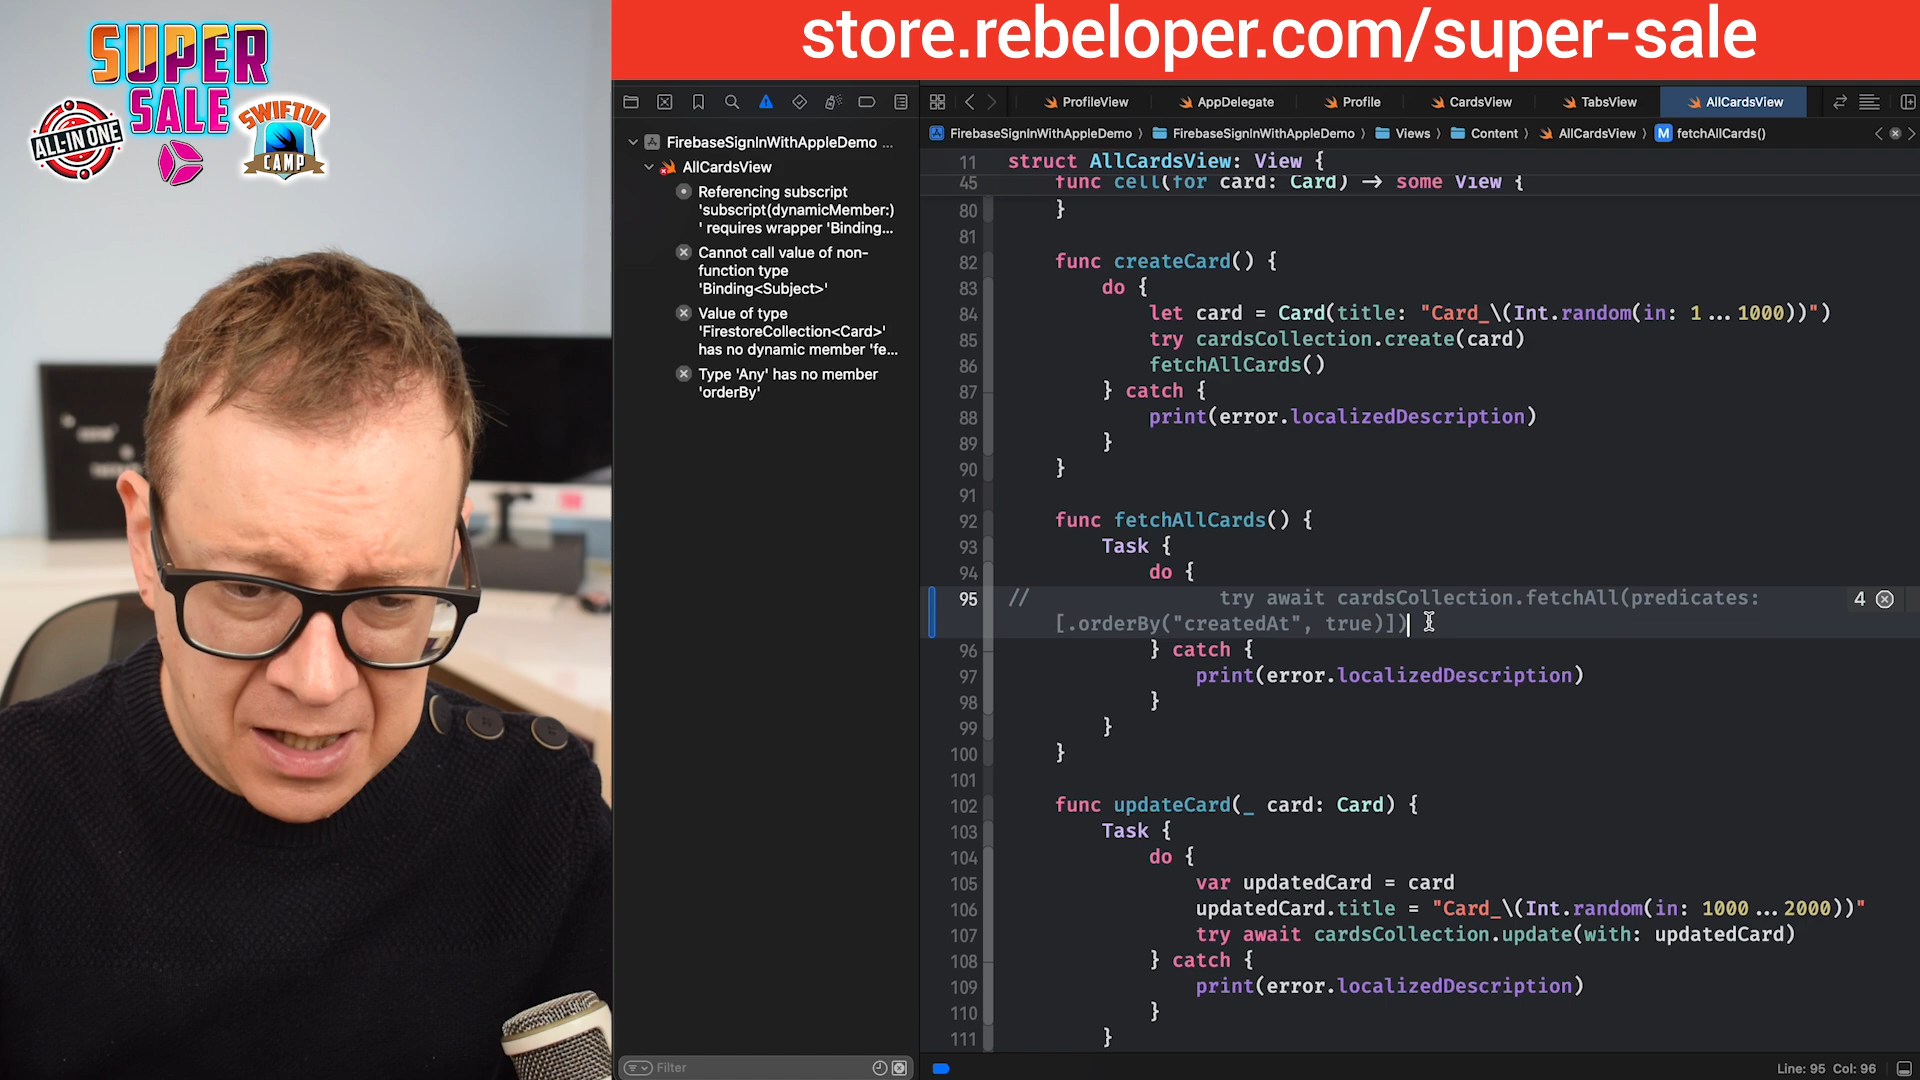 SUPER
SALE
ALL-IN-ONE
SWIFTUI
CAMP
store.rebeloper.com/super-sale
ProfileView
AppDelegate
Profile
CardsView
TabsView
AllCardsView
FirebaseSignInWithAppleDemo
FirebaseSignInWithAppleDemo
Views
Content
AllCardsView
M fetchAllCards()
FirebaseSignInWithAppleDemo ...
AllCardsView
Referencing subscript
'subscript(dynamicMember:)
' requires wrapper 'Binding...
Cannot call value of non-
function type
'Binding<Subject>'
Value of type
'FirestoreCollection<Card>'
has no dynamic member 'fe...
Type 'Any' has no member
'orderBy'
Filter
11 struct AllCardsView: View {
45 func cell(for card: Card) -> some View {
80 }
81
82 func createCard() {
83 do {
84 let card = Card(title: "Card_\(Int.random(in: 1...1000))")
85 try cardsCollection.create(card)
86 fetchAllCards()
87 } catch {
88 print(error.localizedDescription)
89 }
90 }
91
92 func fetchAllCards() {
93 Task {
94 do {
95 // try await cardsCollection.fetchAll(predicates: 4
[.orderBy("createdAt", true)])
96 } catch {
97 print(error.localizedDescription)
98 }
99 }
100 }
101
102 func updateCard(_ card: Card) {
103 Task {
104 do {
105 var updatedCard = card
106 updatedCard.title = "Card_\(Int.random(in: 1000...2000))"
107 try await cardsCollection.update(with: updatedCard)
108 } catch {
109 print(error.localizedDescription)
110 }
111 }
Line: 95 Col: 96